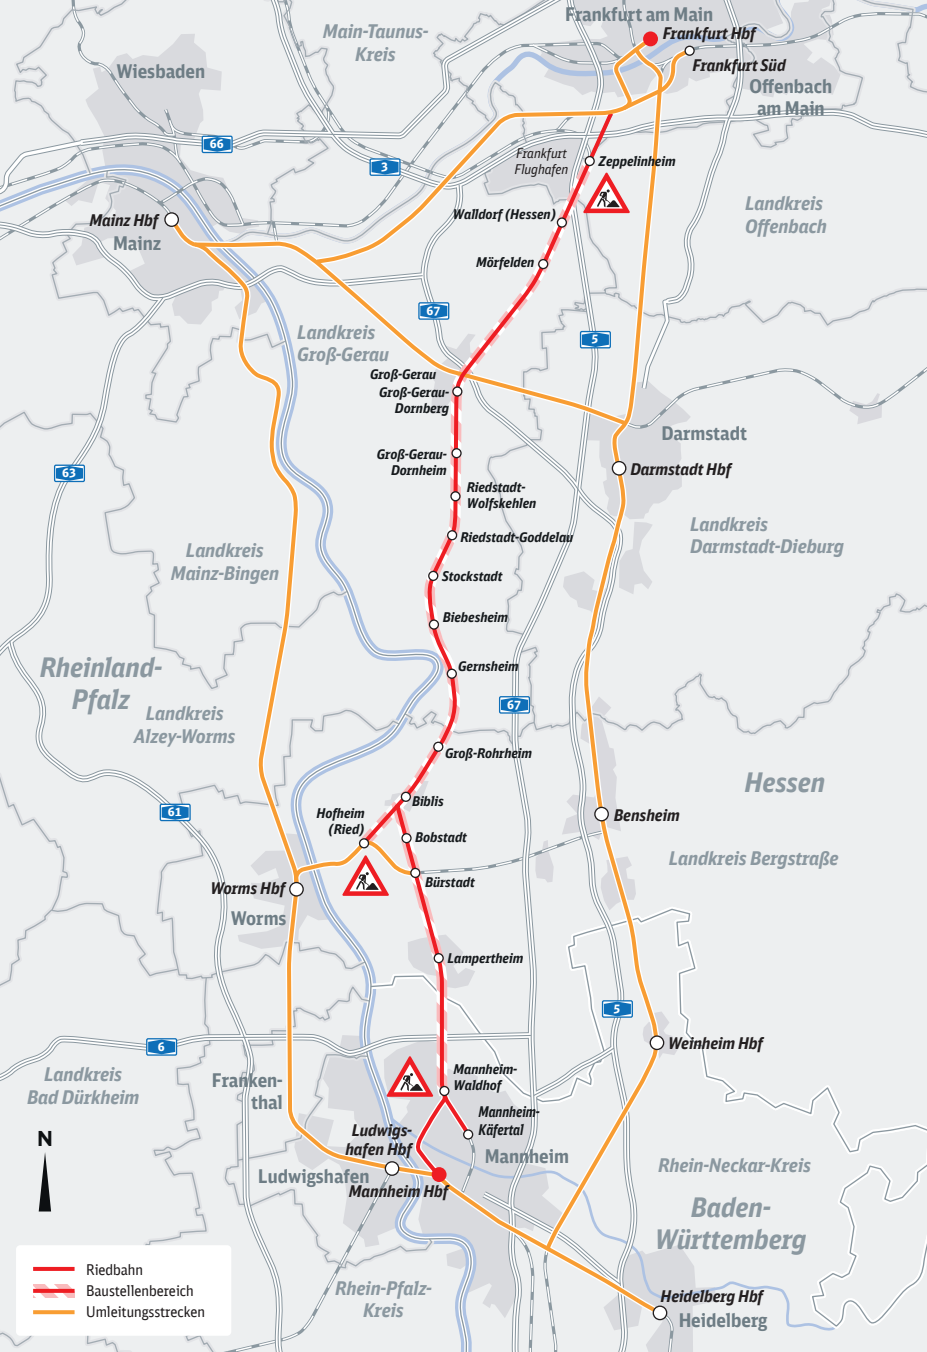 Frankfurt am Main
Frankfurt Hbf
Main-Taunus-
Kreis
Frankfurt Süd
Wiesbaden
Offenbach
am Main
66
3
Frankfurt
Flughafen
Zeppelinheim
Landkreis
Offenbach
Mainz Hbf
Mainz
Walldorf (Hessen)
Mörfelden
67
Landkreis
Groß-Gerau
5
Groß-Gerau
Groß-Gerau-
Dornberg
Darmstadt
Groß-Gerau-
Dornheim
Darmstadt Hbf
63
Riedstadt-
Wolfskehlen
Riedstadt-Goddelau
Landkreis
Darmstadt-Dieburg
Landkreis
Mainz-Bingen
Stockstadt
Biebesheim
Gernsheim
Rheinland-
Pfalz
67
Landkreis
Alzey-Worms
Groß-Rohrheim
Hessen
Biblis
61
Hofheim
(Ried)
Bensheim
Bobstadt
Landkreis Bergstraße
Bürstadt
Worms Hbf
Worms
Lampertheim
5
6
Weinheim Hbf
Landkreis
Bad Dürkheim
Franken-
thal
Mannheim-
Waldhof
Mannheim-
Käfertal
N
Ludwigs-
hafen Hbf
Mannheim
Ludwigshafen
Mannheim Hbf
Rhein-Neckar-Kreis
Baden-
Württemberg
Riedbahn
Baustellenbereich
Umleitungsstrecken
Rhein-Pfalz-
Kreis
Heidelberg Hbf
Heidelberg